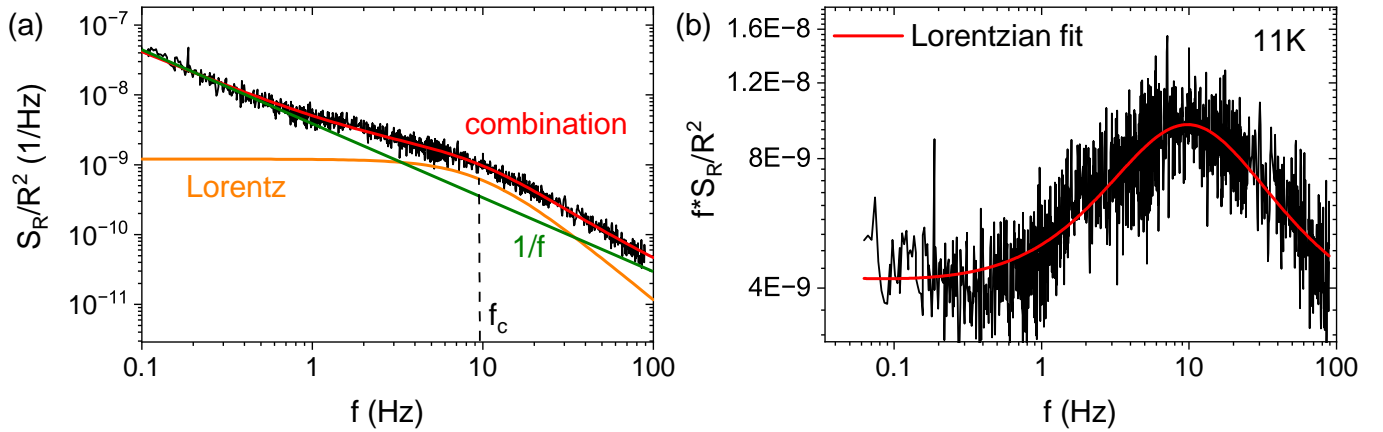 (a)
10⁻⁷
10⁻⁸
10⁻⁹
10⁻¹⁰
10⁻¹¹
S_R/R² (1/Hz)
combination
Lorentz
1/f
f_c
0.1 1 10 100
f (Hz)
(b)
Lorentzian fit 11K
1.6E-8
1.2E-8
8E-9
4E-9
f*S_R/R²
0.1 1 10 100
f (Hz)